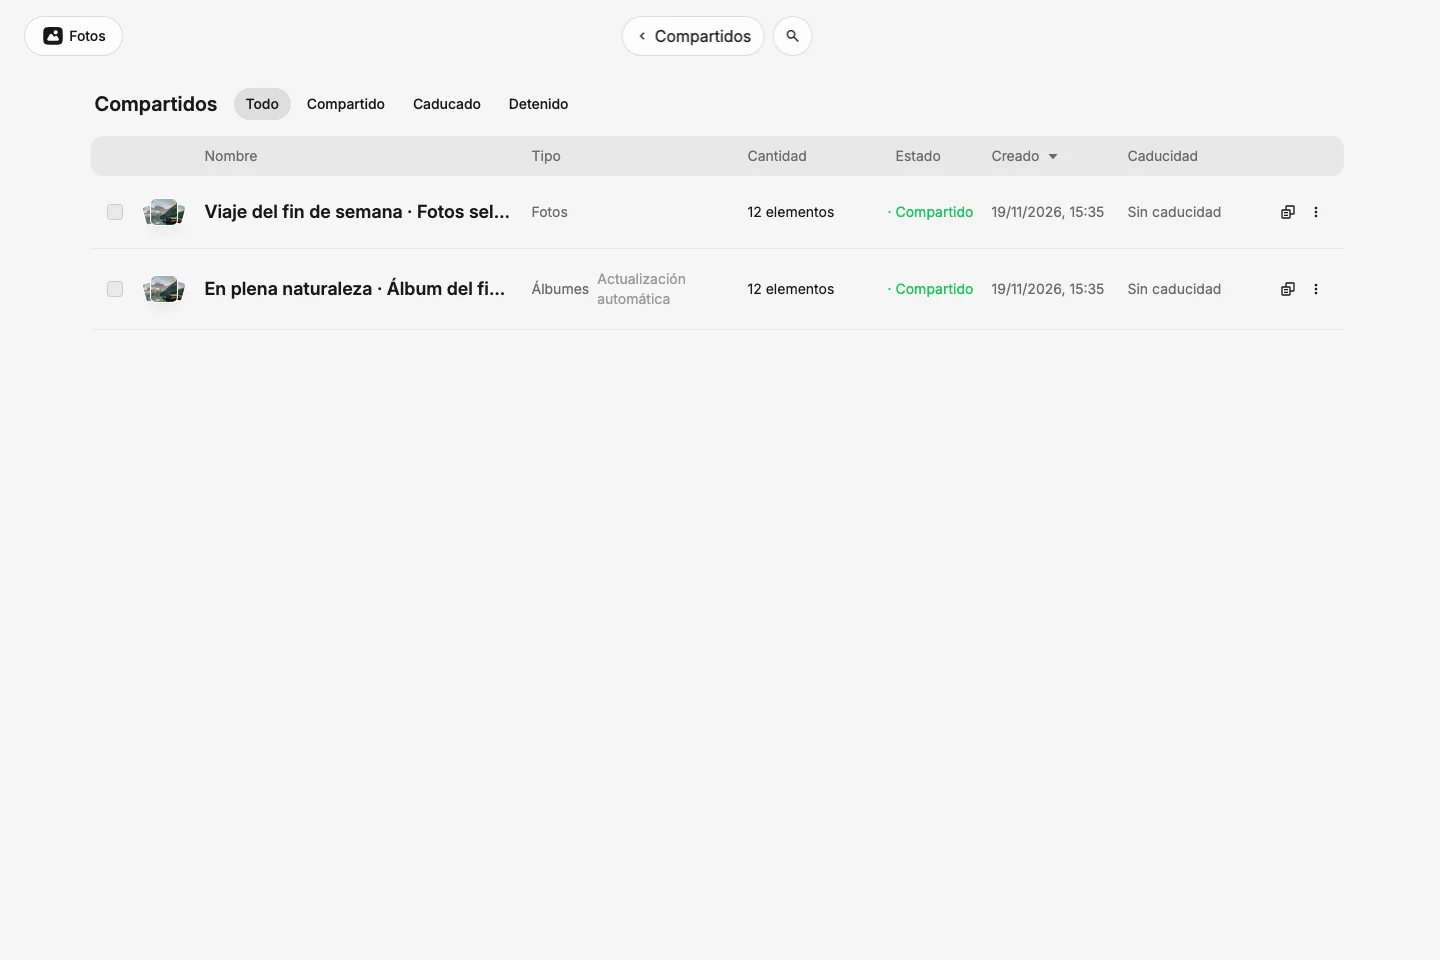 Fotos
Compartidos
Compartidos
Todo
Compartido
Caducado
Detenido
Nombre
Tipo
Cantidad
Estado
Creado
Caducidad
Viaje del fin de semana · Fotos sel...
Fotos
12 elementos
· Compartido
19/11/2026, 15:35
Sin caducidad
En plena naturaleza · Álbum del fi...
Álbumes
Actualización
automática
12 elementos
· Compartido
19/11/2026, 15:35
Sin caducidad